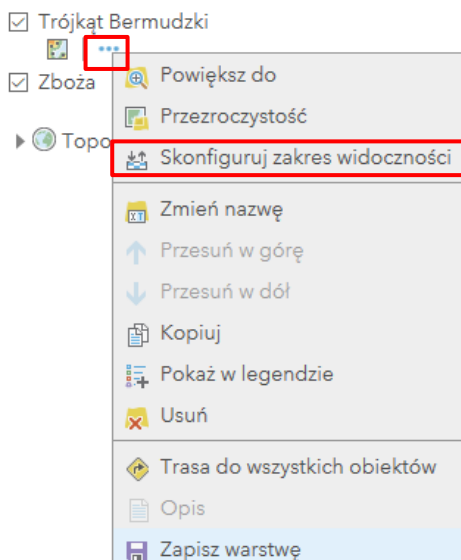 Trójkąt Bermudzki
Zboża
Powiększ do
Przezroczystość
Topo
Skonfiguruj zakres widoczności
Zmień nazwę
Przesuń w górę
Przesuń w dół
Kopiuj
Pokaż w legendzie
Usuń
Trasa do wszystkich obiektów
Opis
Zapisz warstwę